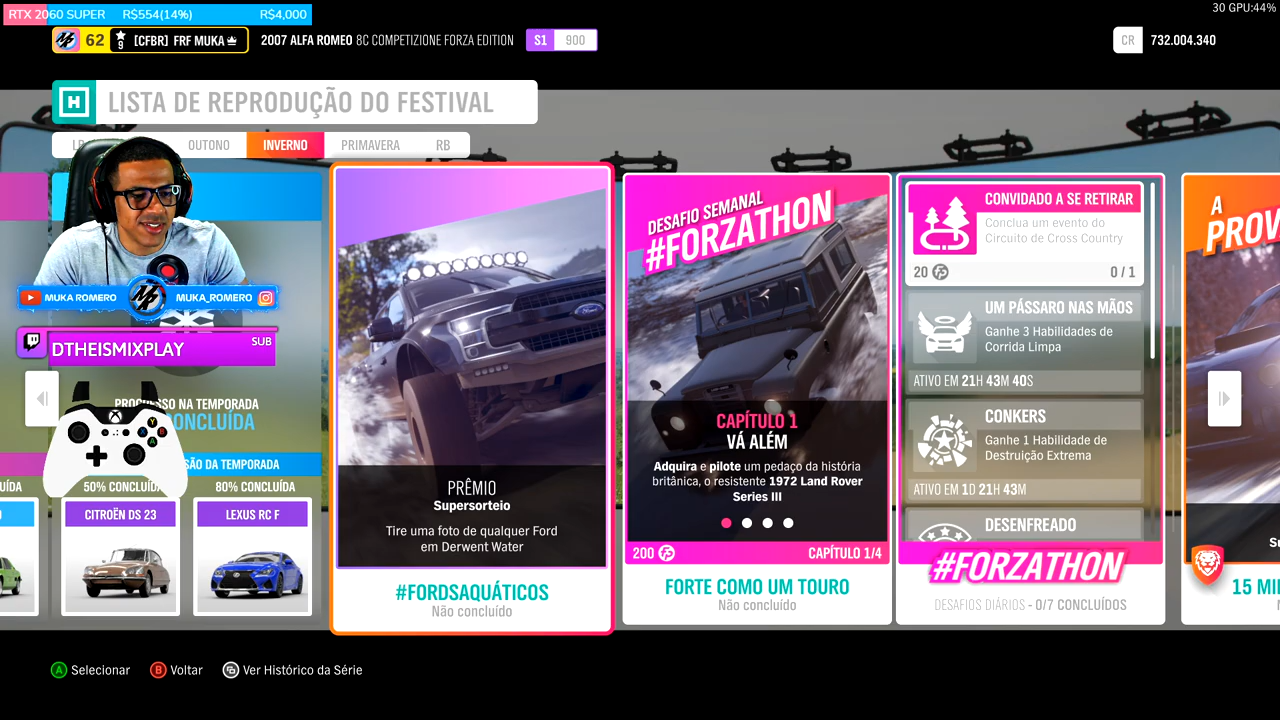 RTX 2060 SUPER R$554(14%) R$4,000
30 GPU:44%
62 9 [CFBR] FRF MUKA 2007 ALFA ROMEO 8C COMPETIZIONE FORZA EDITION S1 900 CR 732.004.340
LISTA DE REPRODUÇÃO DO FESTIVAL
OUTONO INVERNO PRIMAVERA RB
MUKA ROMERO MUKA_ROMERO
DTHEISMIXPLAY SUB
PROGRESSO NA TEMPORADA
CONCLUÍDA
DA TEMPORADA
50% CONCLUÍDA 80% CONCLUÍDA
CITROËN DS 23 LEXUS RC F
PRÊMIO
Supersorteio
Tire uma foto de qualquer Ford
em Derwent Water
#FORDSAQUÁTICOS
Não concluído
DESAFIO SEMANAL
#FORZATHON
CAPÍTULO 1
VÁ ALÉM
Adquira e pilote um pedaço da história
britânica, o resistente 1972 Land Rover
Series III
200 CAPÍTULO 1/4
FORTE COMO UM TOURO
Não concluído
CONVIDADO A SE RETIRAR
Conclua um evento do
Circuito de Cross Country
20 0 / 1
UM PÁSSARO NAS MÃOS
Ganhe 3 Habilidades de
Corrida Limpa
ATIVO EM 21H 43M 40S
CONKERS
Ganhe 1 Habilidade de
Destruição Extrema
ATIVO EM 1D 21H 43M
DESENFREADO
#FORZATHON
DESAFIOS DIÁRIOS - 0/7 CONCLUÍDOS
A
PROV
15 MI
A Selecionar B Voltar Ver Histórico da Série